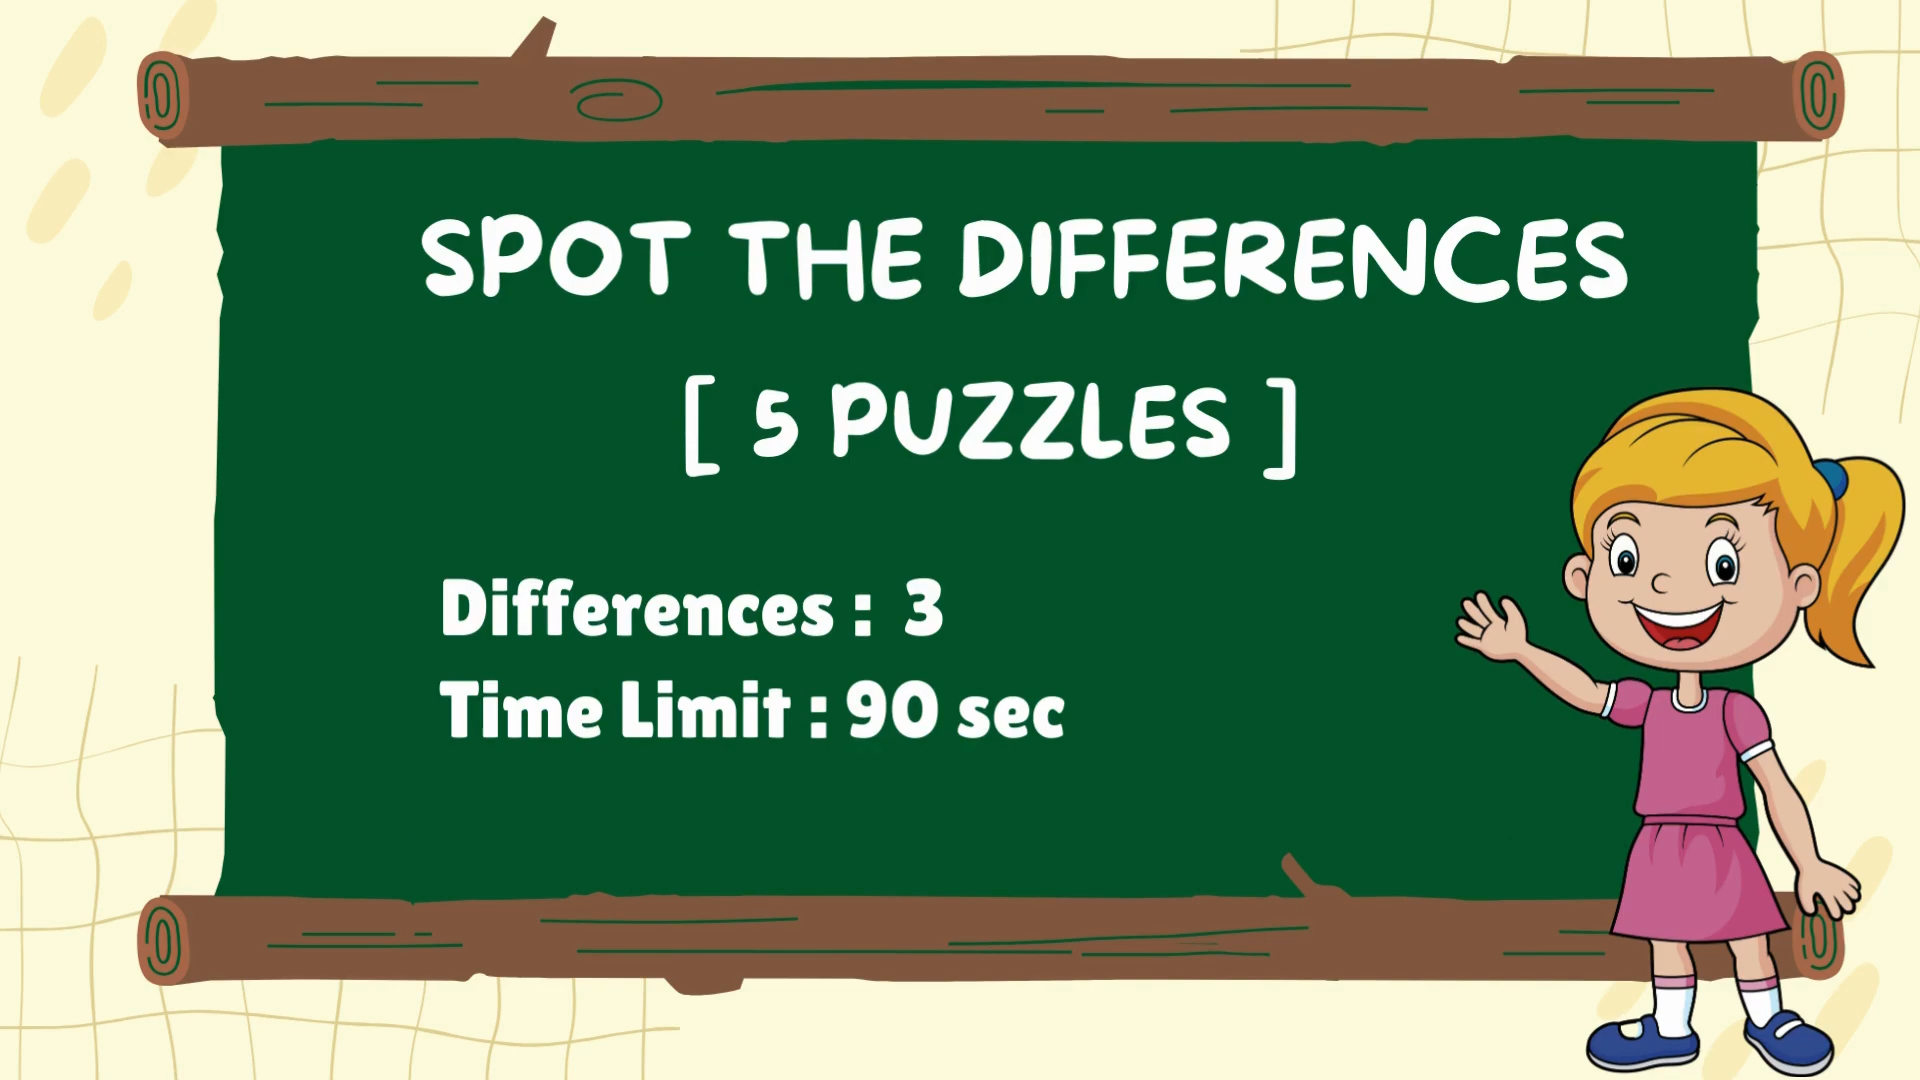 SPOT THE DIFFERENCES
[ 5 PUZZLES ]
Differences : 3
Time Limit : 90 sec